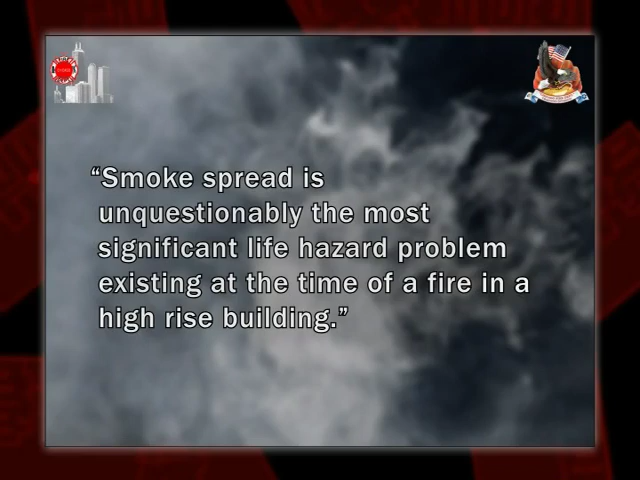 “Smoke spread is
unquestionably the most
significant life hazard problem
existing at the time of a fire in a
high rise building.”